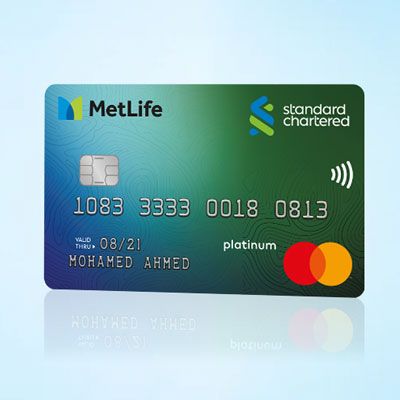 MetLife
standard
chartered
1083 3333 0018 0813
VALID
THRU 08/21
platinum
MOHAMED AHMED